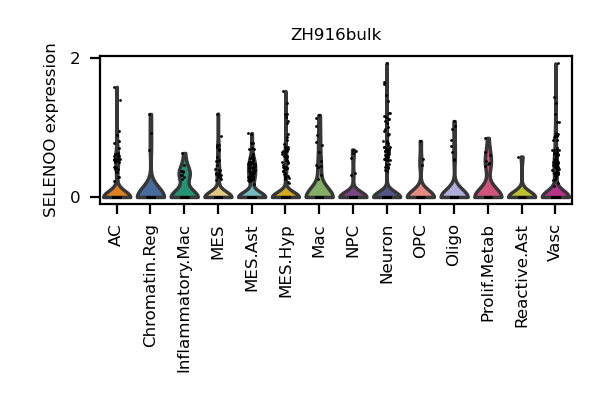 ZH916bulk
SELENOO expression
2
0
AC
Chromatin.Reg
Inflammatory.Mac
MES
MES.Ast
MES.Hyp
Mac
NPC
Neuron
OPC
Oligo
Prolif.Metab
Reactive.Ast
Vasc